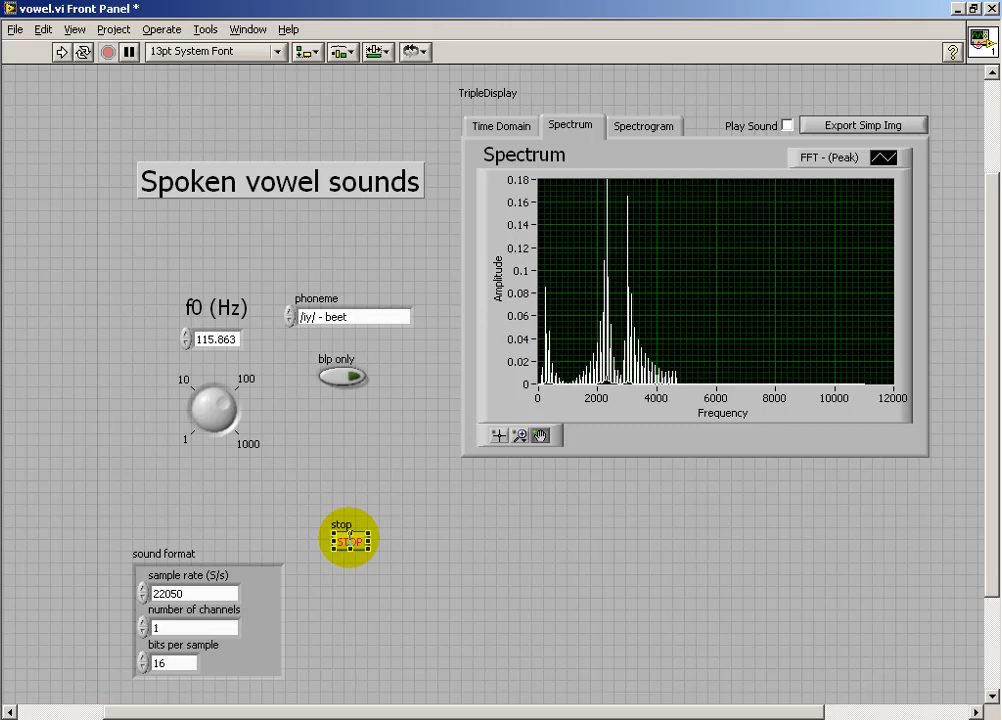 vowel.vi Front Panel *
File Edit View Project Operate Tools Window Help
13pt System Font
?
1
TripleDisplay
Time Domain Spectrum Spectrogram Play Sound Export Simp Img
Spectrum FFT - (Peak)
Spoken vowel sounds
0.18
0.16
0.14
0.12
0.1
0.08
0.06
0.04
0.02
0
Amplitude
0 2000 4000 6000 8000 10000 12000
Frequency
f0 (Hz)
115.863
phoneme
/iy/ - beet
blp only
10 100
1 1000
stop
STOP
sound format
sample rate (S/s)
22050
number of channels
1
bits per sample
16